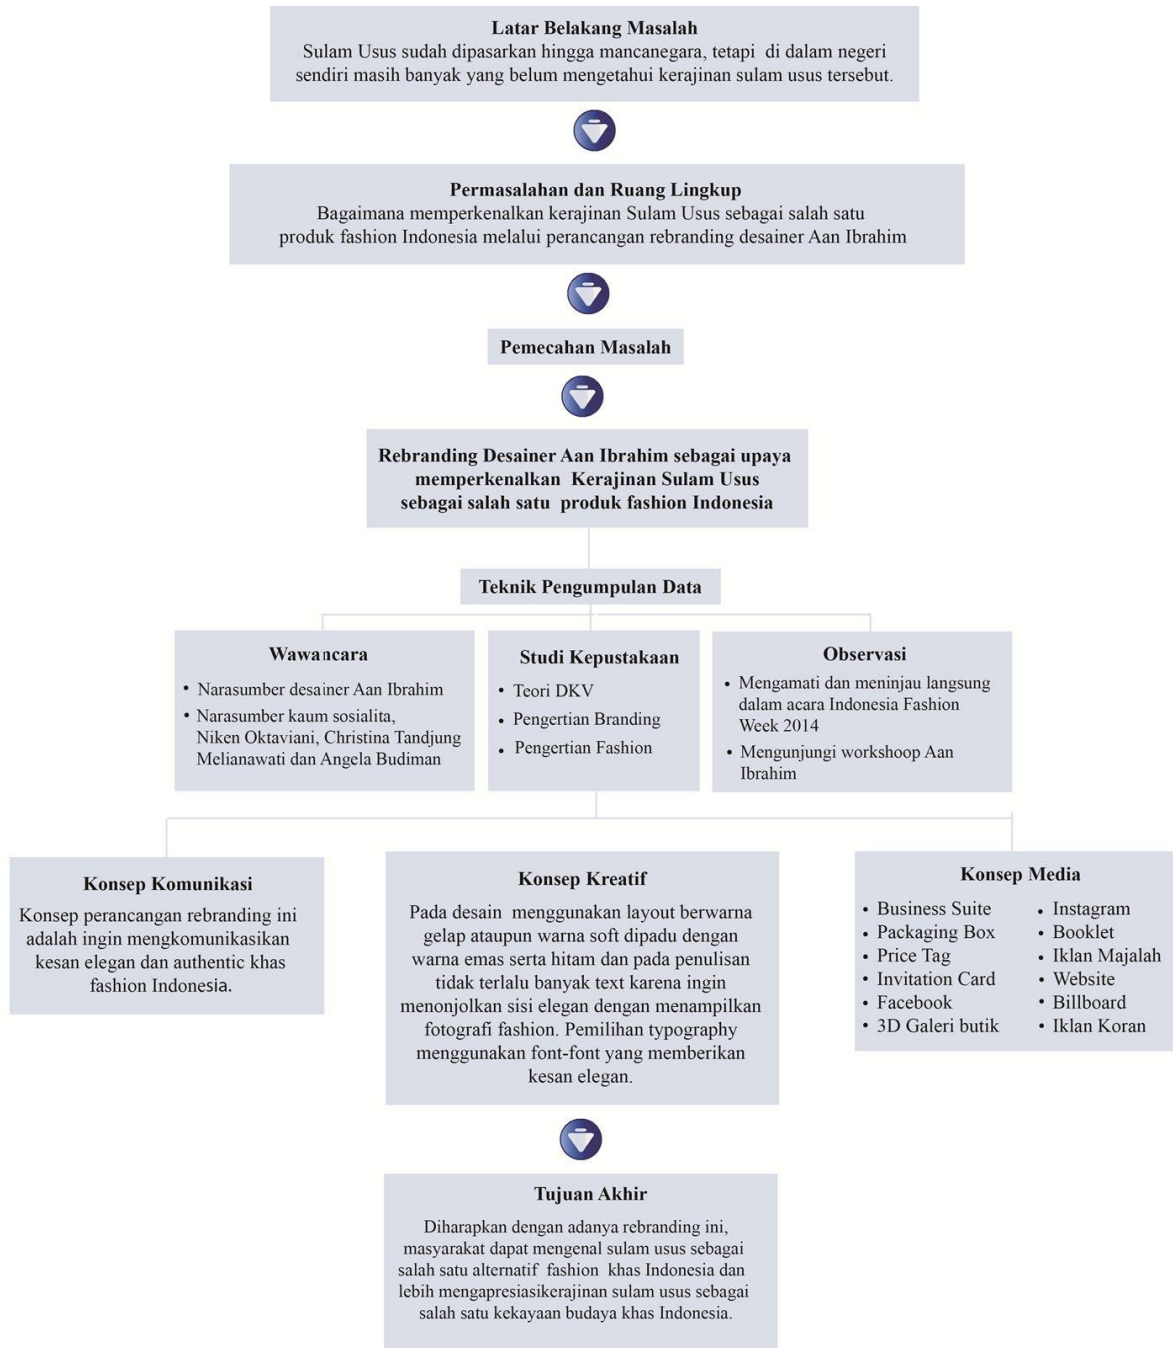 Latar Belakang Masalah
Sulam Usus sudah dipasarkan hingga mancanegara, tetapi di dalam negeri
sendiri masih banyak yang belum mengetahui kerajinan sulam usus tersebut.
Permasalahan dan Ruang Lingkup
Bagaimana memperkenalkan kerajinan Sulam Usus sebagai salah satu
produk fashion Indonesia melalui perancangan rebranding desainer Aan Ibrahim
Pemecahan Masalah
Rebranding Desainer Aan Ibrahim sebagai upaya
memperkenalkan Kerajinan Sulam Usus
sebagai salah satu produk fashion Indonesia
Teknik Pengumpulan Data
Wawancara
• Narasumber desainer Aan Ibrahim
• Narasumber kaum sosialita,
Niken Oktaviani, Christina Tandjung
Melianawati dan Angela Budiman
Studi Kepustakaan
• Teori DKV
• Pengertian Branding
• Pengertian Fashion
Observasi
• Mengamati dan meninjau langsung
dalam acara Indonesia Fashion
Week 2014
• Mengunjungi workshoop Aan
Ibrahim
Konsep Komunikasi
Konsep perancangan rebranding ini
adalah ingin mengkomunikasikan
kesan elegan dan authentic khas
fashion Indonesia.
Konsep Kreatif
Pada desain menggunakan layout berwarna
gelap ataupun warna soft dipadu dengan
warna emas serta hitam dan pada penulisan
tidak terlalu banyak text karena ingin
menonjolkan sisi elegan dengan menampilkan
fotografi fashion. Pemilihan typography
menggunakan font-font yang memberikan
kesan elegan.
Konsep Media
• Business Suite
• Packaging Box
• Price Tag
• Invitation Card
• Facebook
• 3D Galeri butik
• Instagram
• Booklet
• Iklan Majalah
• Website
• Billboard
• Iklan Koran
Tujuan Akhir
Diharapkan dengan adanya rebranding ini,
masyarakat dapat mengenal sulam usus sebagai
salah satu alternatif fashion khas Indonesia dan
lebih mengapresiasikerajinan sulam usus sebagai
salah satu kekayaan budaya khas Indonesia.